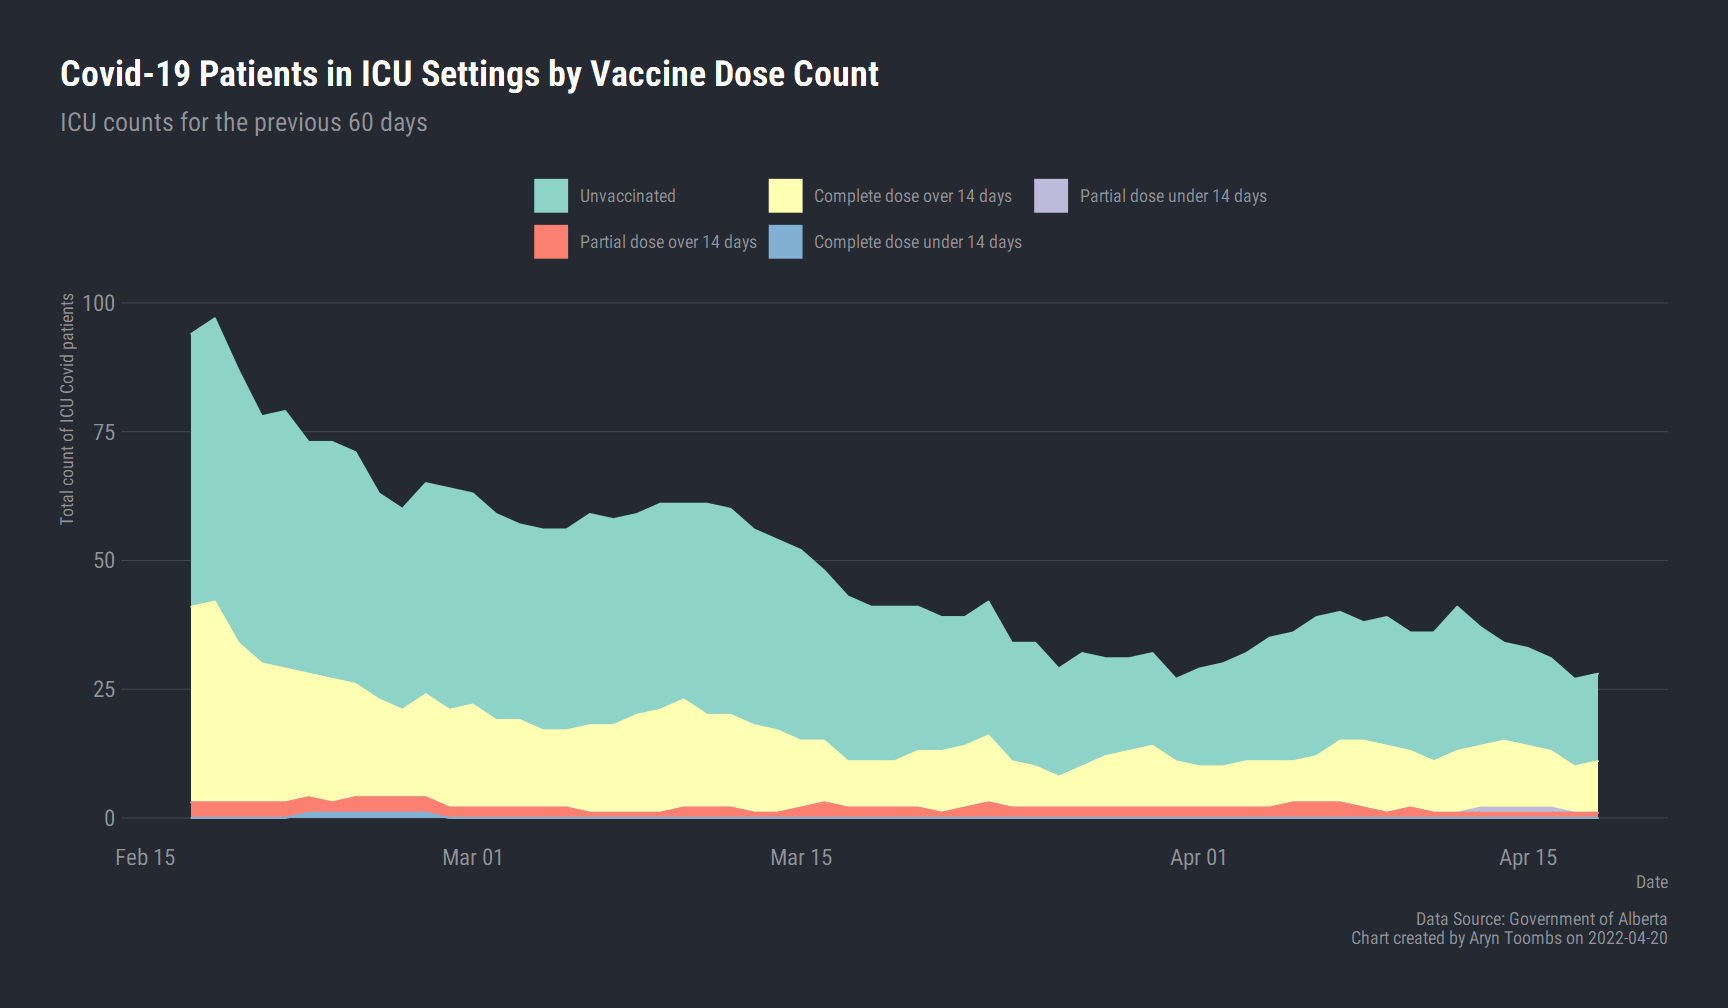 Covid-19 Patients in ICU Settings by Vaccine Dose Count
ICU counts for the previous 60 days
Unvaccinated
Complete dose over 14 days
Partial dose under 14 days
Partial dose over 14 days
Complete dose under 14 days
Total count of ICU Covid patients
100
75
50
25
0
Feb 15
Mar 01
Mar 15
Apr 01
Apr 15
Date
Data Source: Government of Alberta
Chart created by Aryn Toombs on 2022-04-20